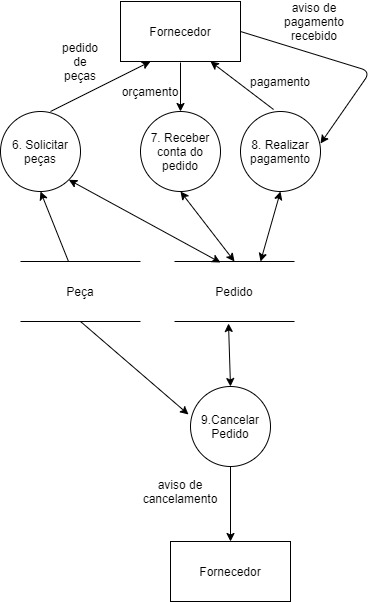 aviso de
pagamento
recebido
Fornecedor
pedido
de
peças
orçamento
pagamento
6. Solicitar
peças
7. Receber
conta do
pedido
8. Realizar
pagamento
Peça
Pedido
9.Cancelar
Pedido
aviso de
cancelamento
Fornecedor